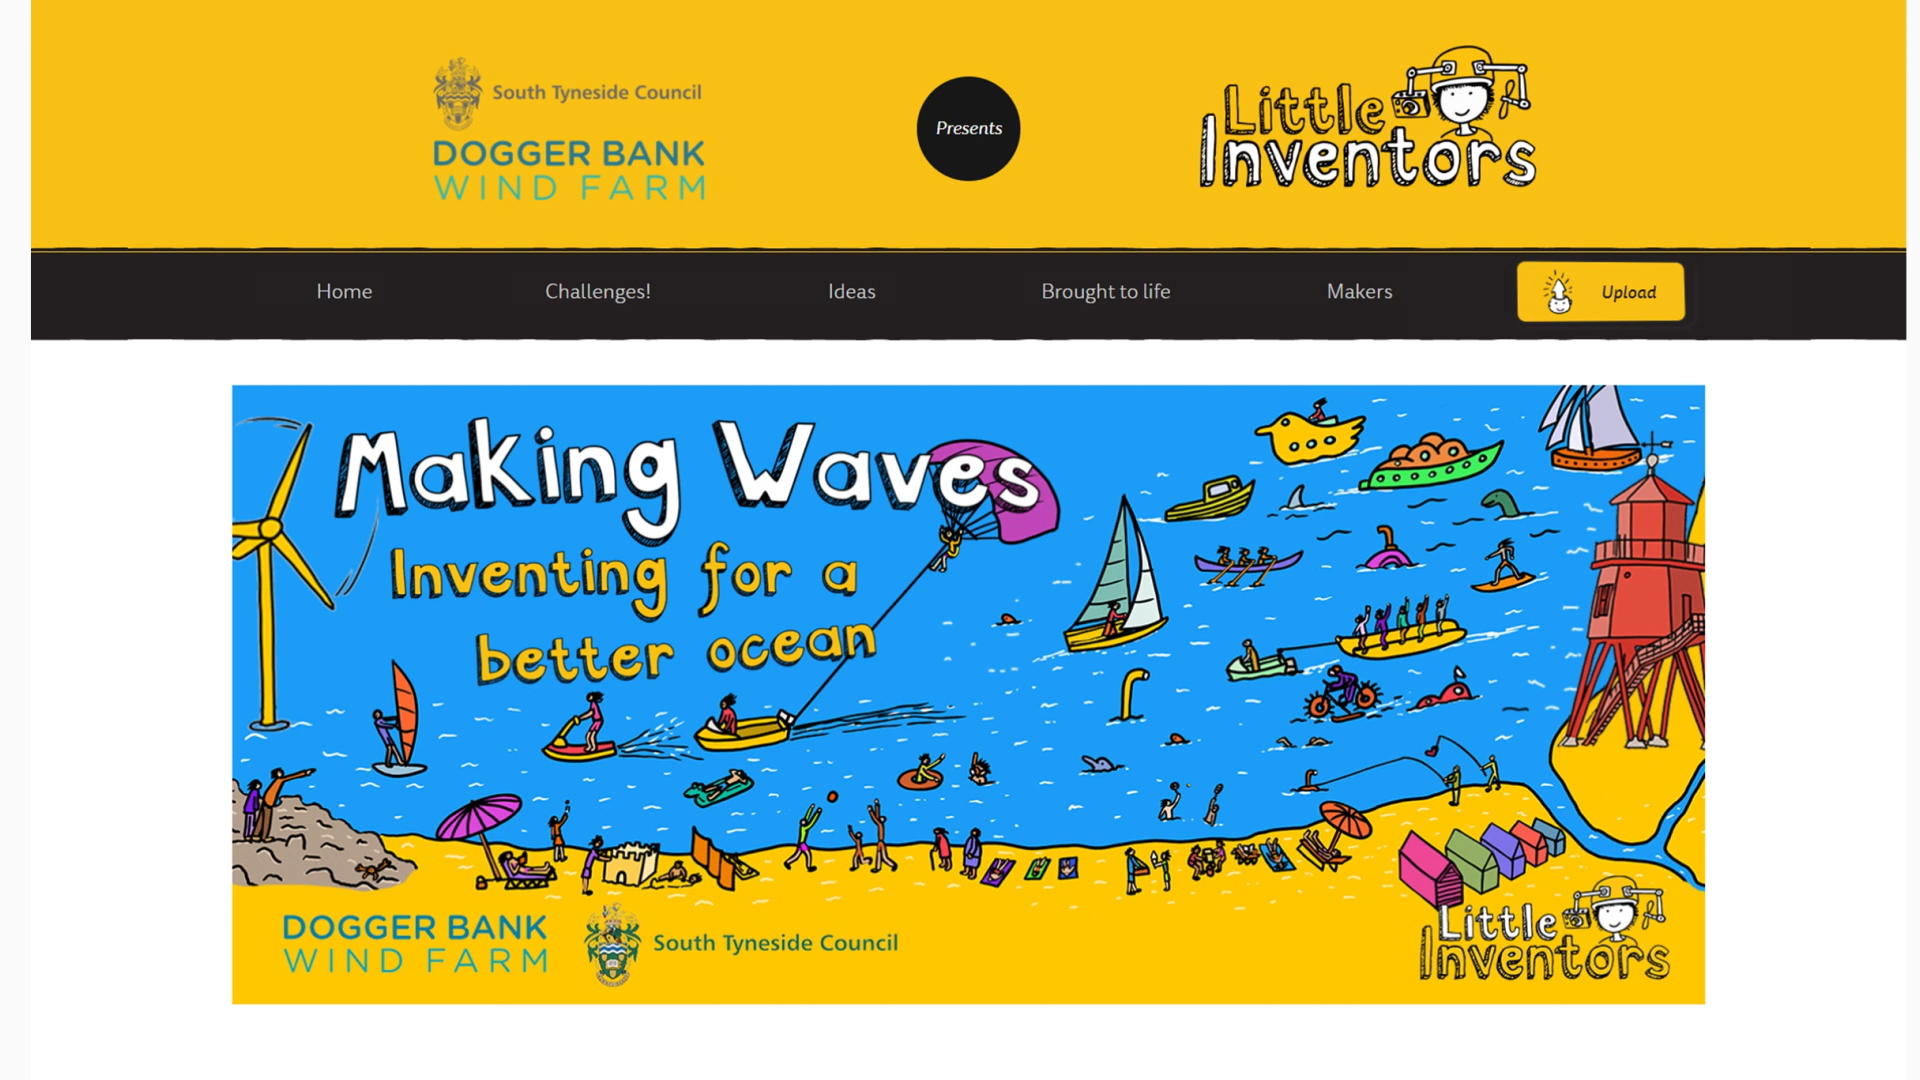 South Tyneside Council
DOGGER BANK
WIND FARM
Presents
Little
Inventors
Home
Challenges!
Ideas
Brought to life
Makers
Upload
Making Waves
Inventing for a
better ocean
DOGGER BANK
WIND FARM
South Tyneside Council
Little
Inventors